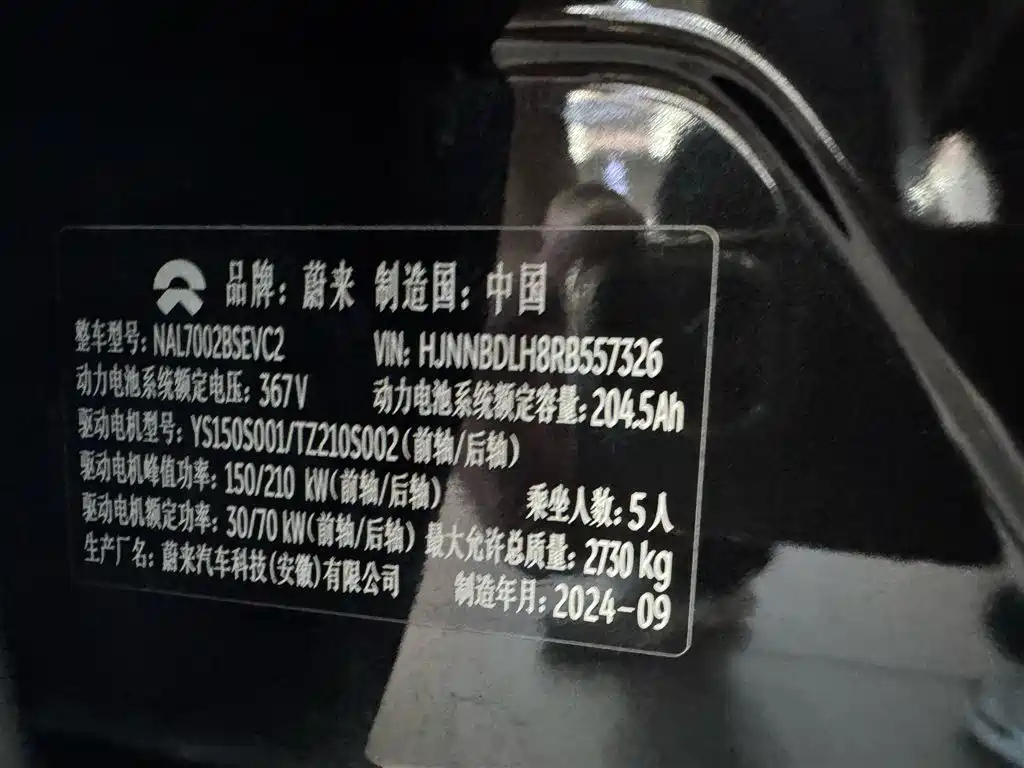 品牌: 蔚来 制造国: 中国
整车型号: NAL7002BSEVC2 VIN: HJNNBDLH8RB557326
动力电池系统额定电压: 367V 动力电池系统额定容量: 204.5Ah
驱动电机型号: YS150S001/TZ210S002(前轴/后轴)
驱动电机峰值功率: 150/210 kW(前轴/后轴) 乘坐人数: 5人
驱动电机额定功率: 30/70 kW(前轴/后轴) 最大允许总质量: 2730 kg
生产厂名: 蔚来汽车科技(安徽)有限公司 制造年月: 2024-09